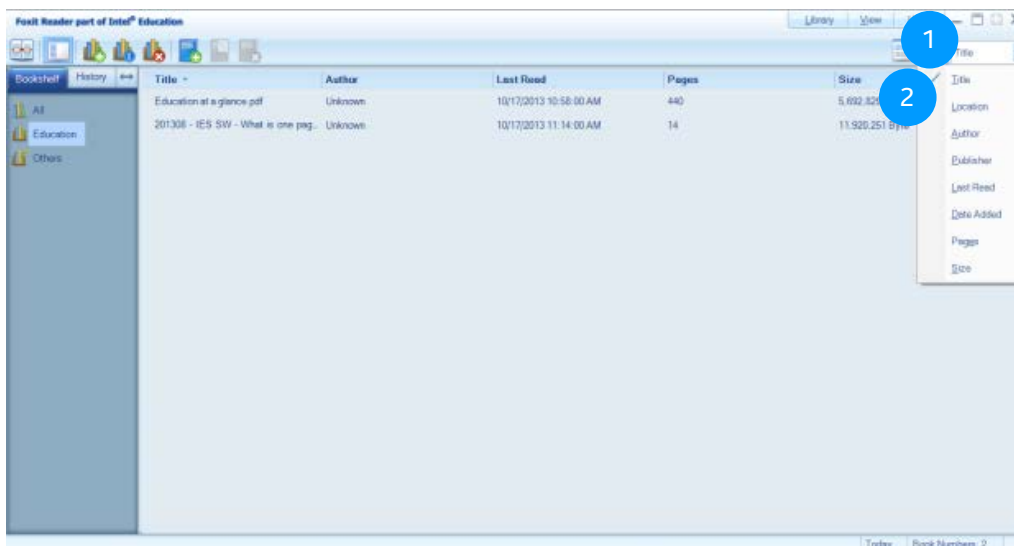 Foxit Reader part of Intel® Education
Library View
1
Title
Bookshelf History
Title Author Last Read Pages Size
Education at a glance.pdf Unknown 10/17/2013 10:58:00 AM 440
201308 - IES SW - What is one pag... Unknown 10/17/2013 11:14:00 AM 14 11.920.251 Byte
All
Education
Others
2
Title
Location
Author
Publisher
Last Read
Date Added
Pages
Size
Today Book Numbers: 2